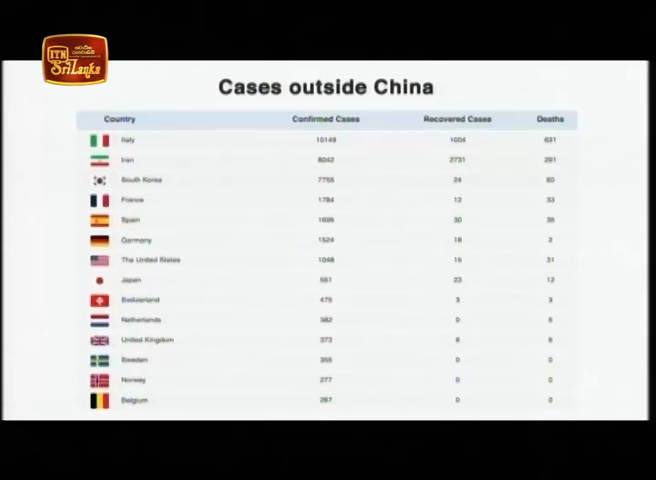 ITN
Sri Lanka
Cases outside China
Country Confirmed Cases Recovered Cases Deaths
Italy 10149 1004 631
Iran 8042 2731 291
South Korea 7755 24 60
France 1784 12 33
Spain 1695 30 35
Germany 1524 18 2
The United States 1048 15 31
Japan 581 23 12
Switzerland 475 3 3
Netherlands 382 0 5
United Kingdom 373 6
Sweden 355 0 0
Norway 277 0 0
Belgium 267 0 0